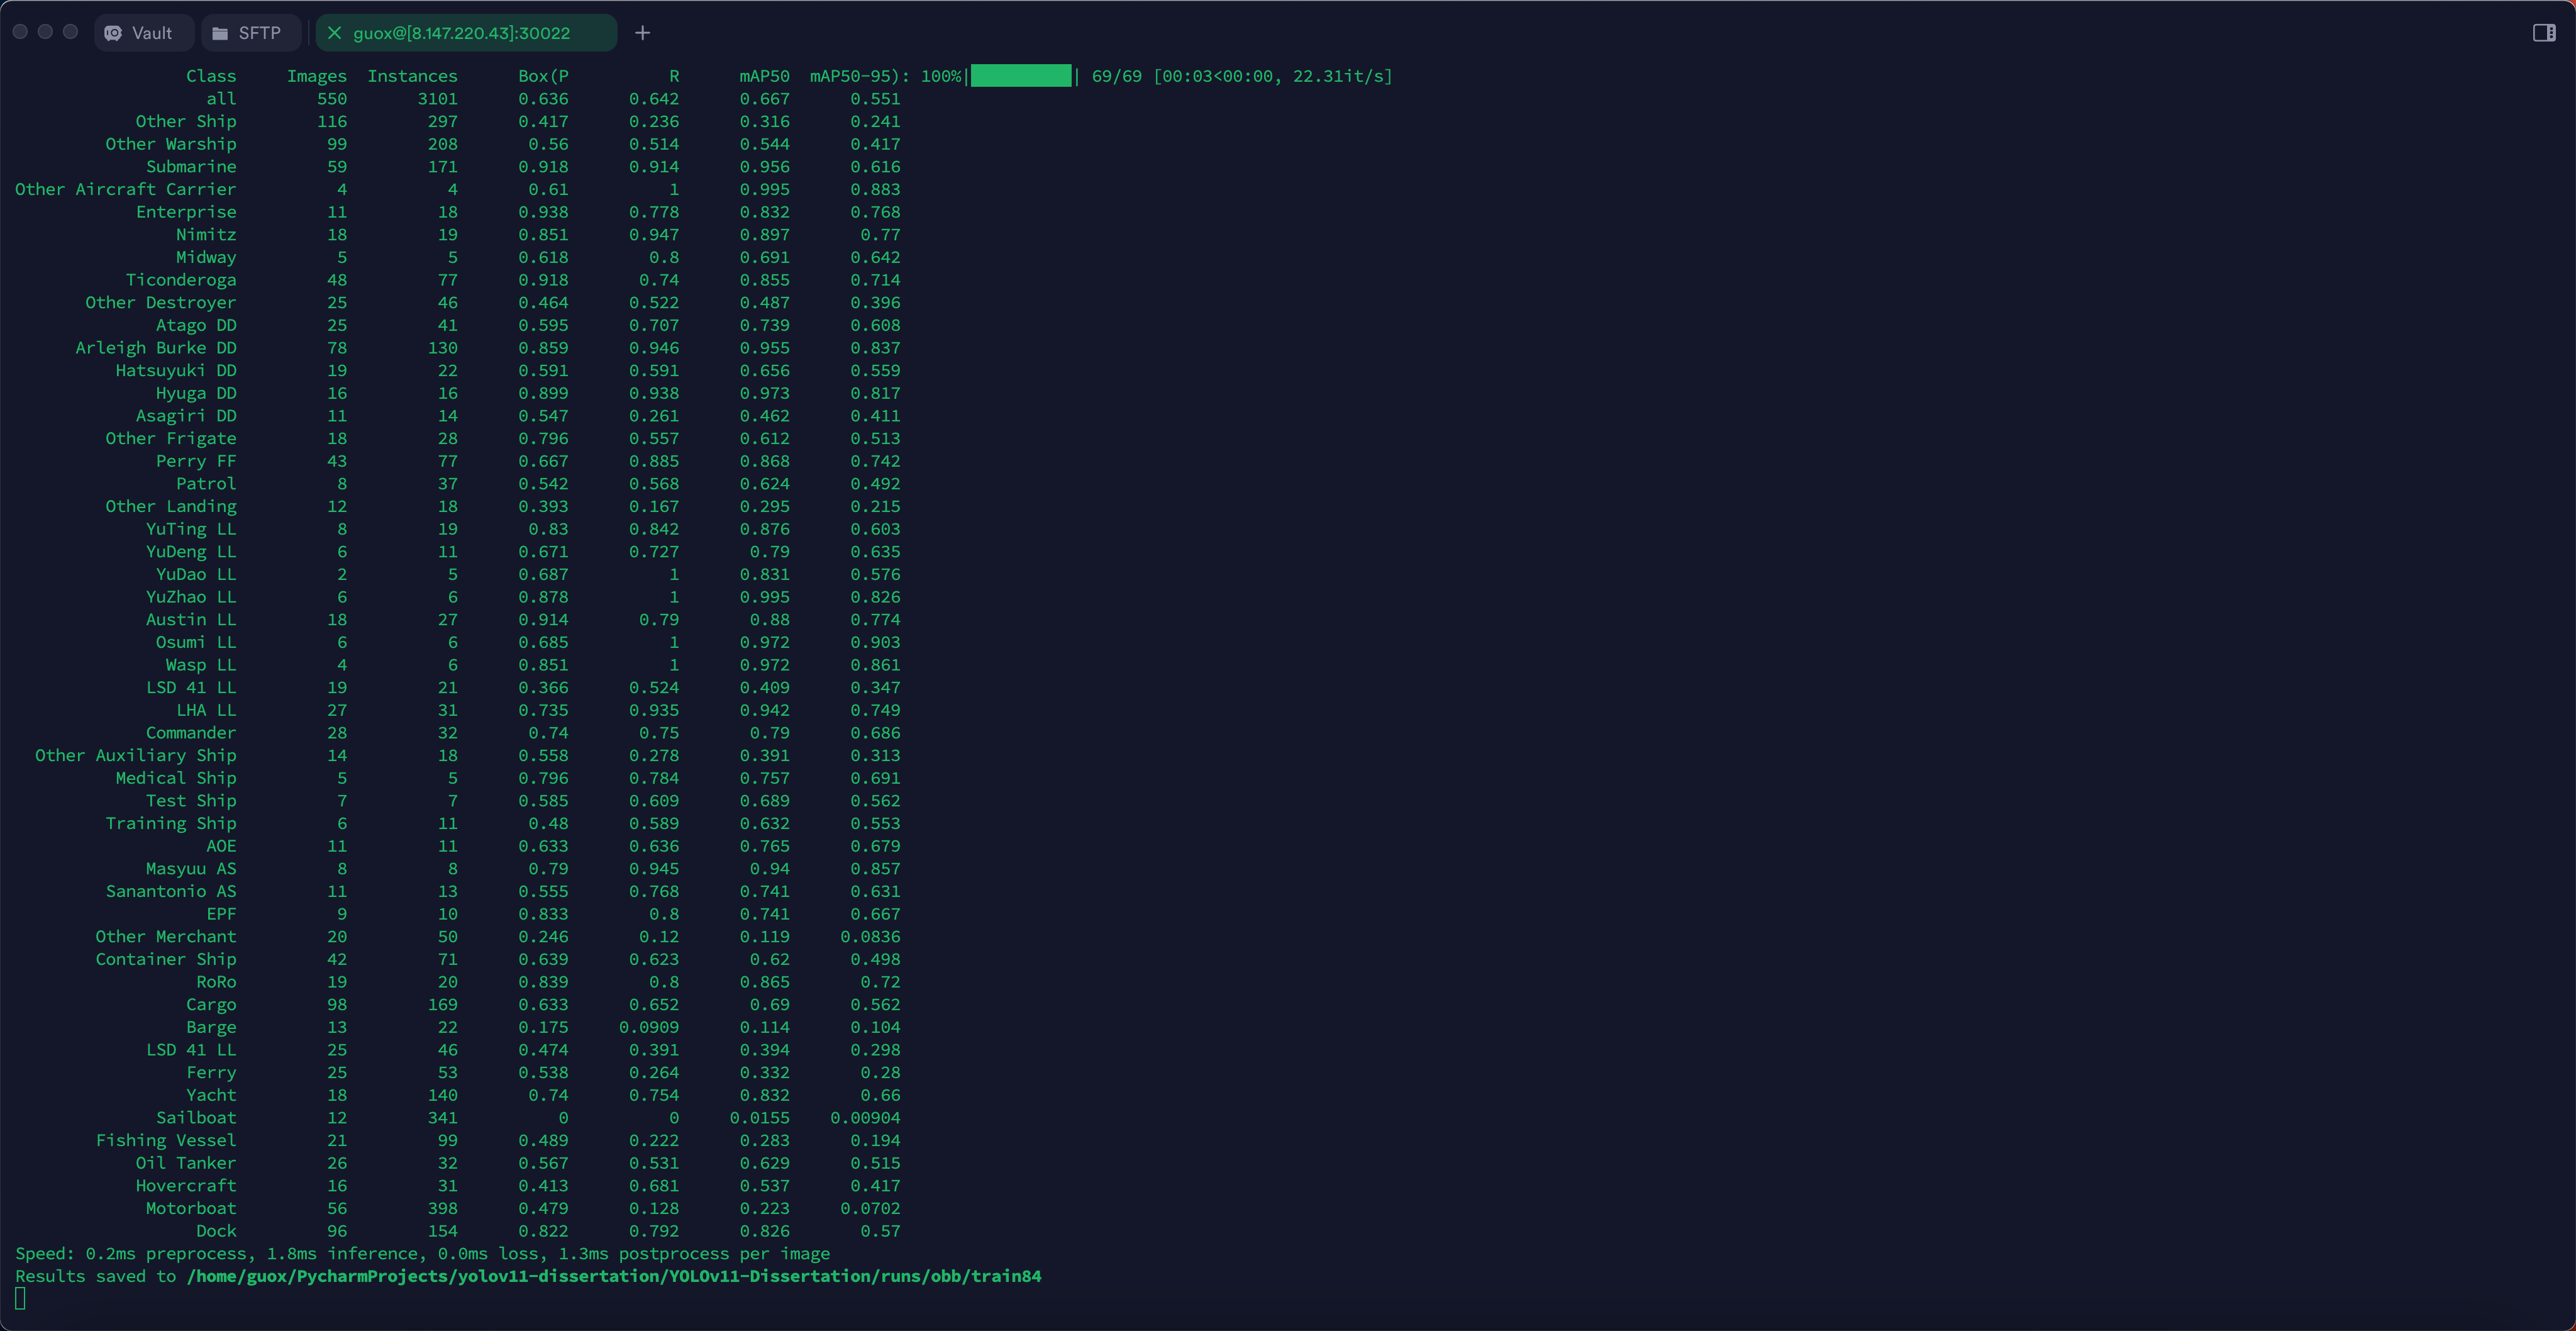 Vault SFTP guox@[8.147.220.43]:30022
Class Images Instances Box(P R mAP50 mAP50-95): 100%| | 69/69 [00:03<00:00, 22.31it/s]
all 550 3101 0.636 0.642 0.667 0.551
Other Ship 116 297 0.417 0.236 0.316 0.241
Other Warship 99 208 0.56 0.514 0.544 0.417
Submarine 59 171 0.918 0.914 0.956 0.616
Other Aircraft Carrier 4 4 0.61 1 0.995 0.883
Enterprise 11 18 0.938 0.778 0.832 0.768
Nimitz 18 19 0.851 0.947 0.897 0.77
Midway 5 5 0.618 0.8 0.691 0.642
Ticonderoga 48 77 0.918 0.74 0.855 0.714
Other Destroyer 25 46 0.464 0.522 0.487 0.396
Atago DD 25 41 0.595 0.707 0.739 0.608
Arleigh Burke DD 78 130 0.859 0.946 0.955 0.837
Hatsuyuki DD 19 22 0.591 0.591 0.656 0.559
Hyuga DD 16 16 0.899 0.938 0.973 0.817
Asagiri DD 11 14 0.547 0.261 0.462 0.411
Other Frigate 18 28 0.796 0.557 0.612 0.513
Perry FF 43 77 0.667 0.885 0.868 0.742
Patrol 8 37 0.542 0.568 0.624 0.492
Other Landing 12 18 0.393 0.167 0.295 0.215
YuTing LL 8 19 0.83 0.842 0.876 0.603
YuDeng LL 6 11 0.671 0.727 0.79 0.635
YuDao LL 2 5 0.687 1 0.831 0.576
YuZhao LL 6 6 0.878 1 0.995 0.826
Austin LL 18 27 0.914 0.79 0.88 0.774
Osumi LL 6 6 0.685 1 0.972 0.903
Wasp LL 4 6 0.851 1 0.972 0.861
LSD 41 LL 19 21 0.366 0.524 0.409 0.347
LHA LL 27 31 0.735 0.935 0.942 0.749
Commander 28 32 0.74 0.75 0.79 0.686
Other Auxiliary Ship 14 18 0.558 0.278 0.391 0.313
Medical Ship 5 5 0.796 0.784 0.757 0.691
Test Ship 7 7 0.585 0.609 0.689 0.562
Training Ship 6 11 0.48 0.589 0.632 0.553
AOE 11 11 0.633 0.636 0.765 0.679
Masyuu AS 8 8 0.79 0.945 0.94 0.857
Sanantonio AS 11 13 0.555 0.768 0.741 0.631
EPF 9 10 0.833 0.8 0.741 0.667
Other Merchant 20 50 0.246 0.12 0.119 0.0836
Container Ship 42 71 0.639 0.623 0.62 0.498
RoRo 19 20 0.839 0.8 0.865 0.72
Cargo 98 169 0.633 0.652 0.69 0.562
Barge 13 22 0.175 0.0909 0.114 0.104
LSD 41 LL 25 46 0.474 0.391 0.394 0.298
Ferry 25 53 0.538 0.264 0.332 0.28
Yacht 18 140 0.74 0.754 0.832 0.66
Sailboat 12 341 0 0 0.0155 0.00904
Fishing Vessel 21 99 0.489 0.222 0.283 0.194
Oil Tanker 26 32 0.567 0.531 0.629 0.515
Hovercraft 16 31 0.413 0.681 0.537 0.417
Motorboat 56 398 0.479 0.128 0.223 0.0702
Dock 96 154 0.822 0.792 0.826 0.57
Speed: 0.2ms preprocess, 1.8ms inference, 0.0ms loss, 1.3ms postprocess per image
Results saved to /home/guox/PycharmProjects/yolov11-dissertation/YOLOv11-Dissertation/runs/obb/train84